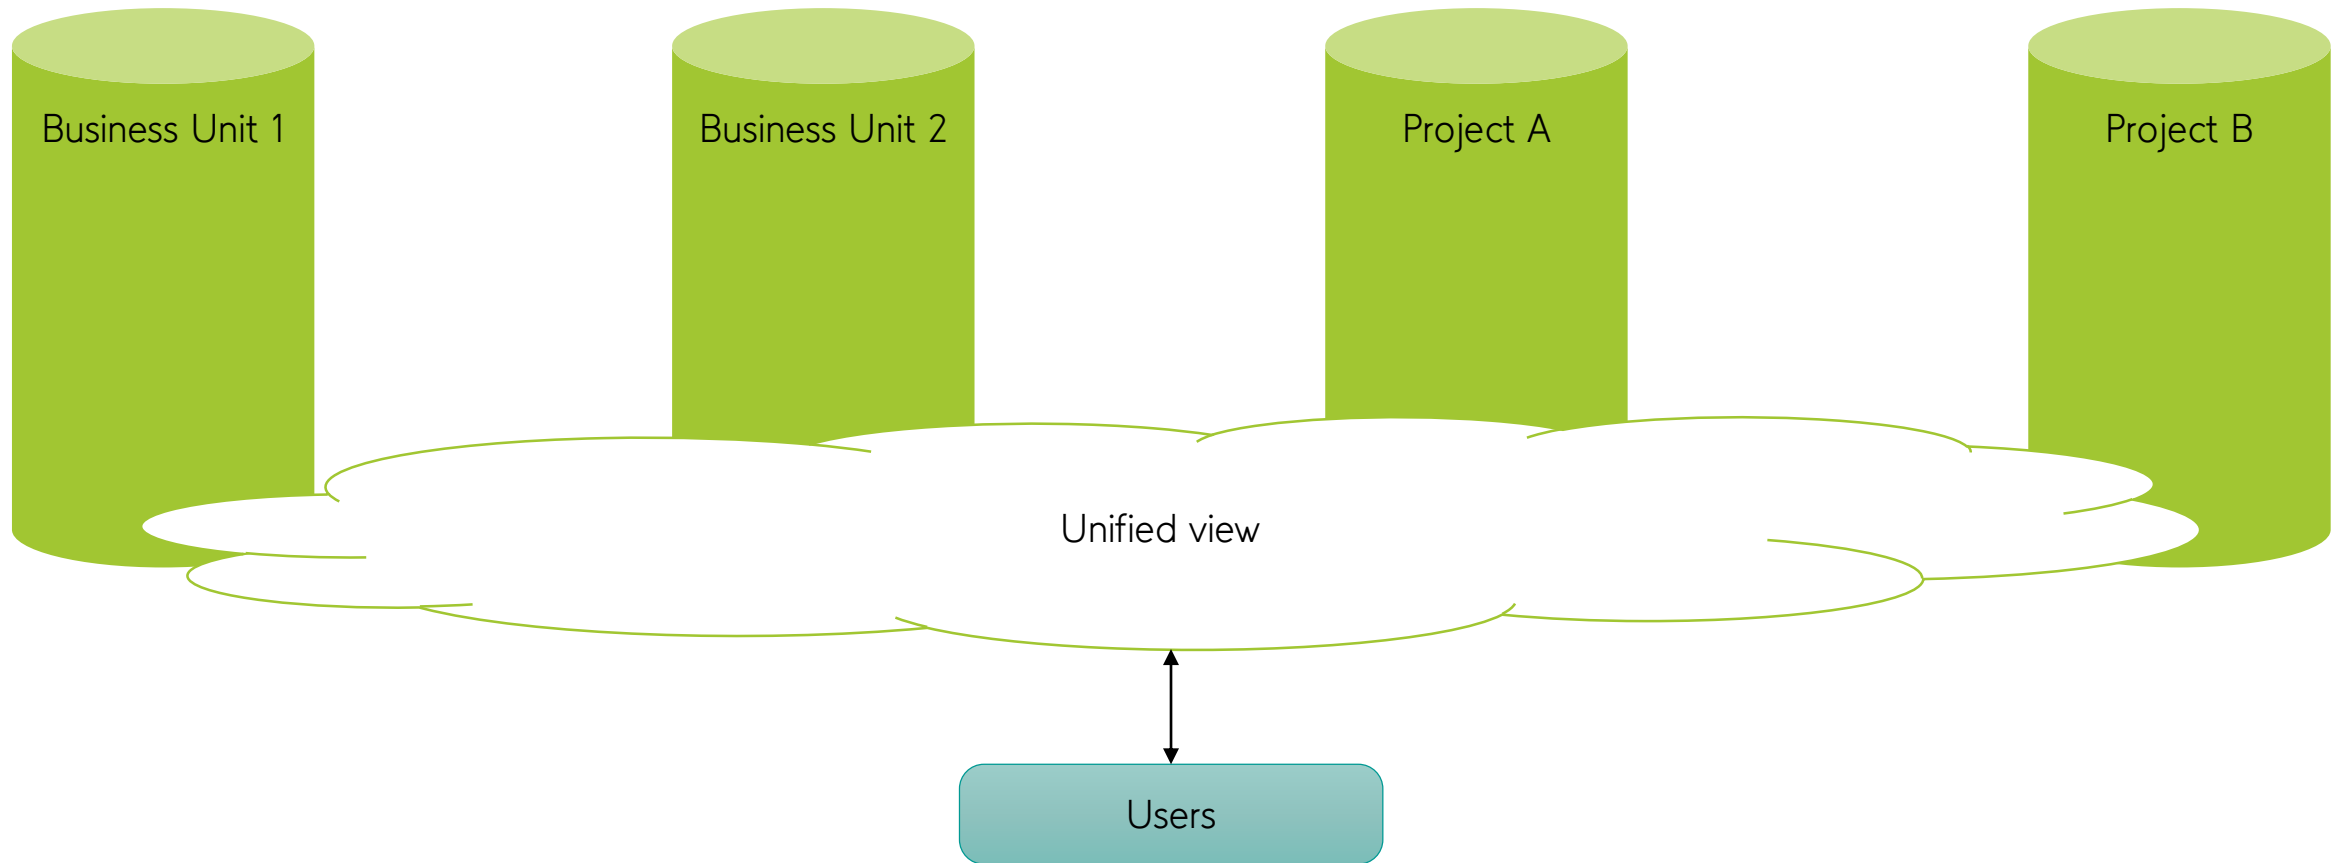 Business Unit 1
Business Unit 2
Project A
Project B
Unified view
Users